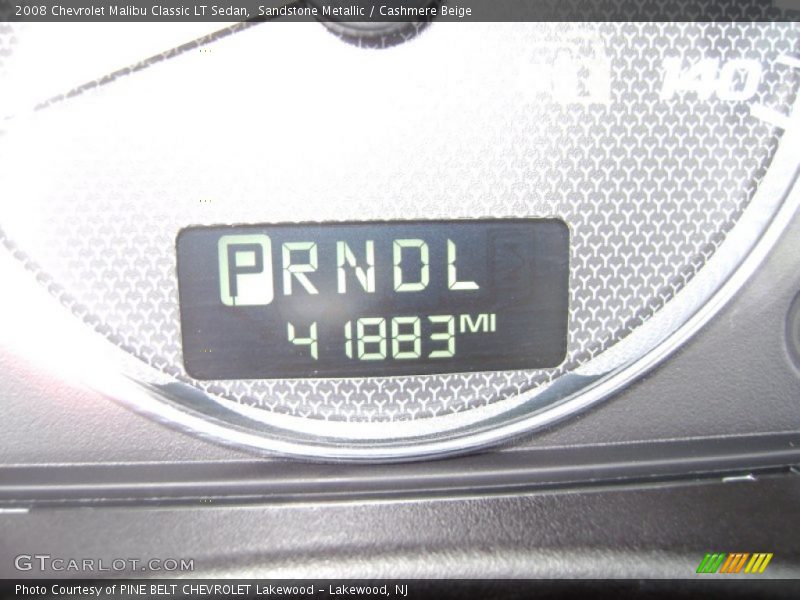 2008 Chevrolet Malibu Classic LT Sedan, Sandstone Metallic / Cashmere Beige
140
PRNDL
41883 MI
GTCARLOT.COM
Photo Courtesy of PINE BELT CHEVROLET Lakewood - Lakewood, NJ